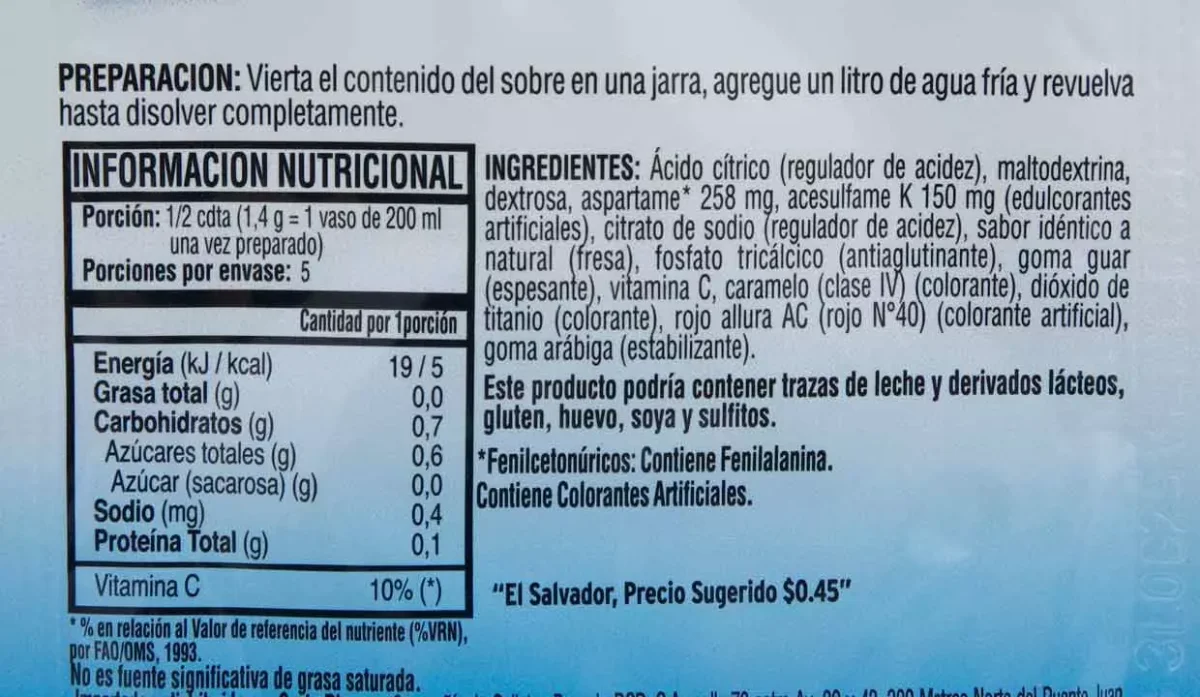 PREPARACION: Vierta el contenido del sobre en una jarra, agregue un litro de agua fría y revuelva
hasta disolver completamente.
INFORMACION NUTRICIONAL
Porción: 1/2 cdta (1,4 g = 1 vaso de 200 ml
una vez preparado)
Porciones por envase: 5
Cantidad por 1porción
Energía (kJ / kcal) 19 / 5
Grasa total (g) 0,0
Carbohidratos (g) 0,7
Azúcares totales (g) 0,6
Azúcar (sacarosa) (g) 0,0
Sodio (mg) 0,4
Proteína Total (g) 0,1
Vitamina C 10% (*)
* % en relación al Valor de referencia del nutriente (%VRN),
por FAO/OMS, 1993.
No es fuente significativa de grasa saturada.
INGREDIENTES: Ácido cítrico (regulador de acidez), maltodextrina,
dextrosa, aspartame* 258 mg, acesulfame K 150 mg (edulcorantes
artificiales), citrato de sodio (regulador de acidez), sabor idéntico a
natural (fresa), fosfato tricálcico (antiaglutinante), goma guar
(espesante), vitamina C, caramelo (clase IV) (colorante), dióxido de
titanio (colorante), rojo allura AC (rojo N°40) (colorante artificial),
goma arábiga (estabilizante).
Este producto podría contener trazas de leche y derivados lácteos,
gluten, huevo, soya y sulfitos.
*Fenilcetonúricos: Contiene Fenilalanina.
Contiene Colorantes Artificiales.
“El Salvador, Precio Sugerido $0.45”